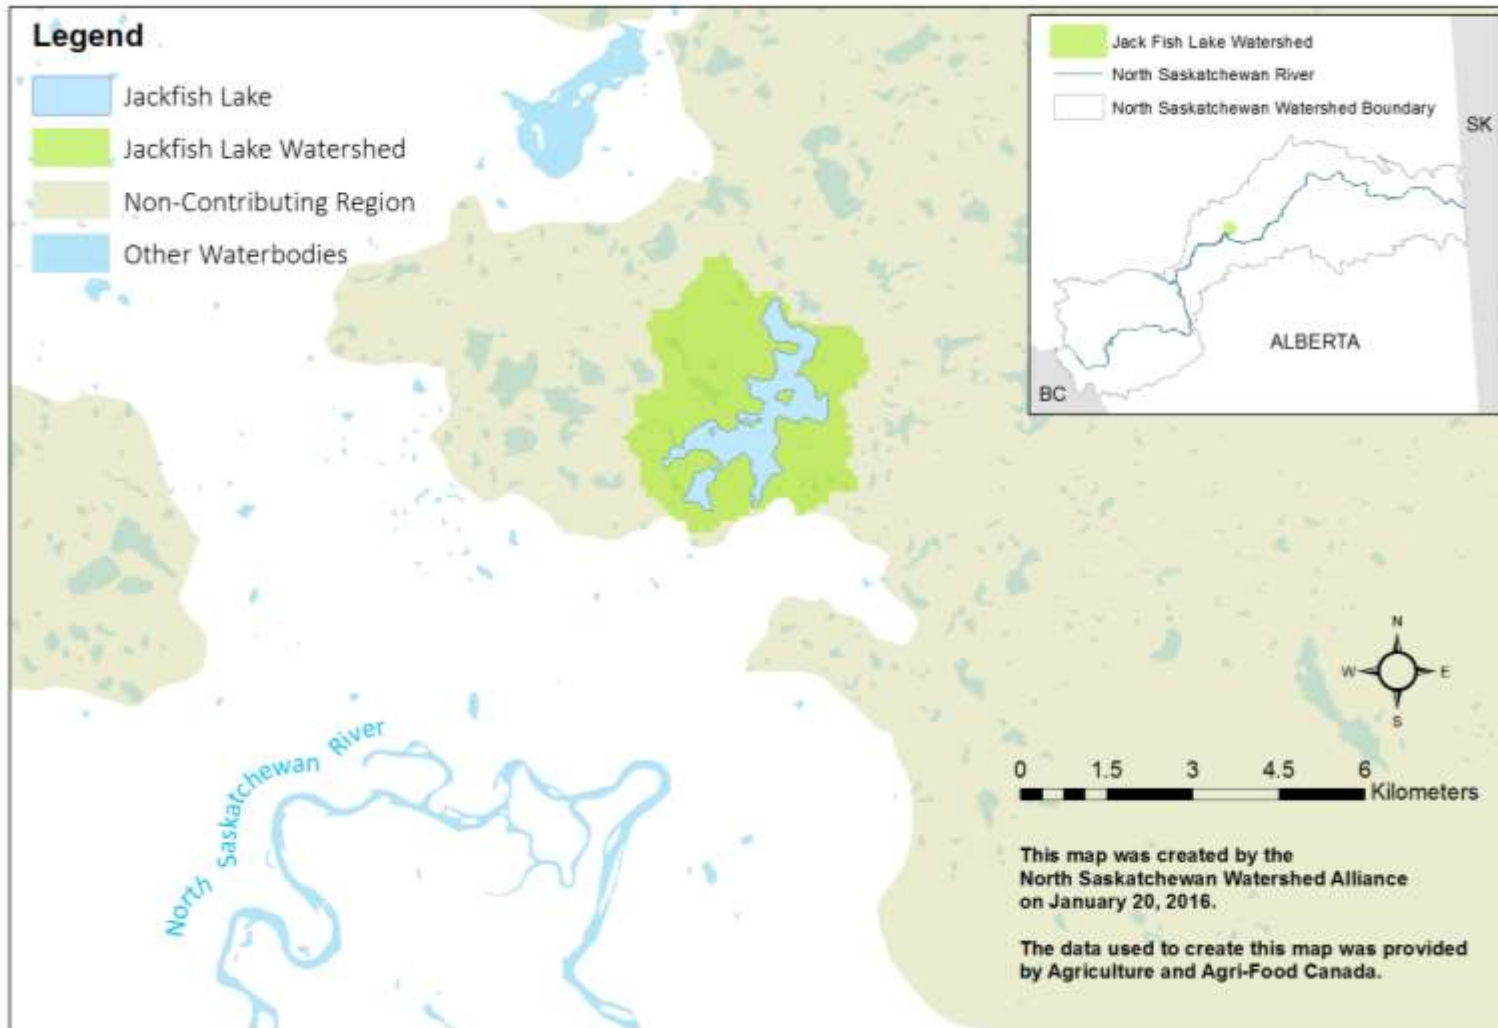 Legend
Jackfish Lake
Jackfish Lake Watershed
Non-Contributing Region
Other Waterbodies
Jack Fish Lake Watershed
North Saskatchewan River
North Saskatchewan Watershed Boundary
SK
ALBERTA
BC
North Saskatchewan River
N
W E
S
0 1.5 3 4.5 6
Kilometers
This map was created by the
North Saskatchewan Watershed Alliance
on January 20, 2016.
The data used to create this map was provided
by Agriculture and Agri-Food Canada.